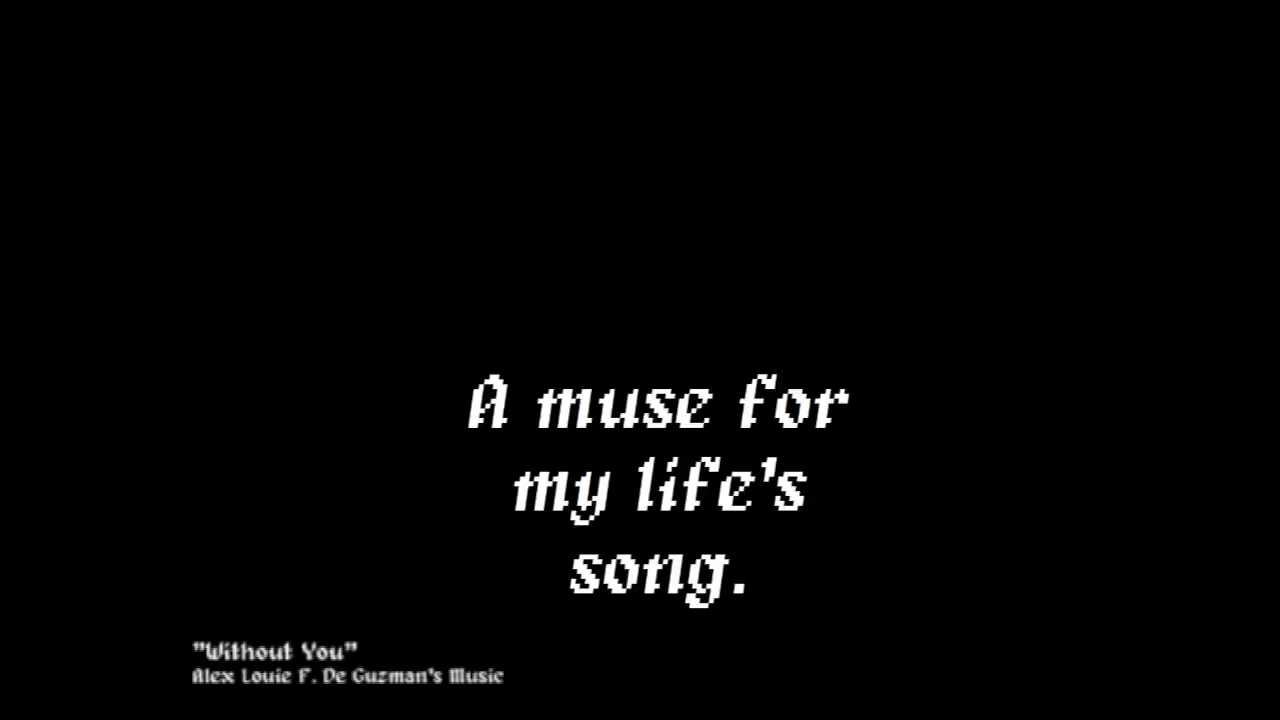 A muse for
my life's
song.
"Without You"
Alex Louie F. De Guzman's Music